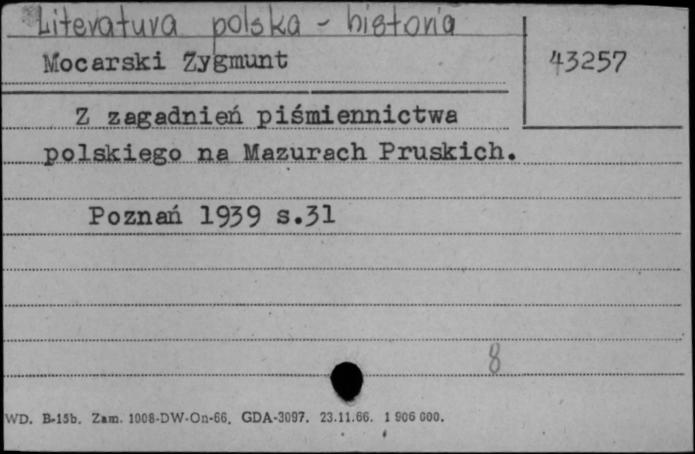 Literatura polska - historia
Mocarski Zygmunt
43257
Z zagadnień piśmiennictwa
polskiego na Mazurach Pruskich.
Poznań 1939 s.31
8
WD. B-15b. Zam. 1008-DW-On-66. GDA-3097. 23.11.66. 1 906 000.